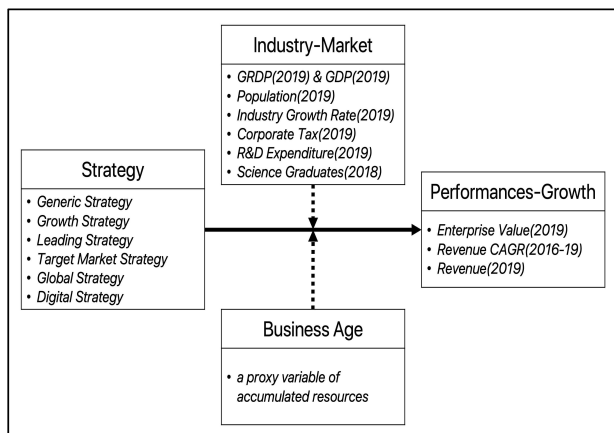 Industry-Market
• GRDP(2019) & GDP(2019)
• Population(2019)
• Industry Growth Rate(2019)
• Corporate Tax(2019)
• R&D Expenditure(2019)
• Science Graduates(2018)
Strategy
• Generic Strategy
• Growth Strategy
• Leading Strategy
• Target Market Strategy
• Global Strategy
• Digital Strategy
Performances-Growth
• Enterprise Value(2019)
• Revenue CAGR(2016-19)
• Revenue(2019)
Business Age
• a proxy variable of
accumulated resources